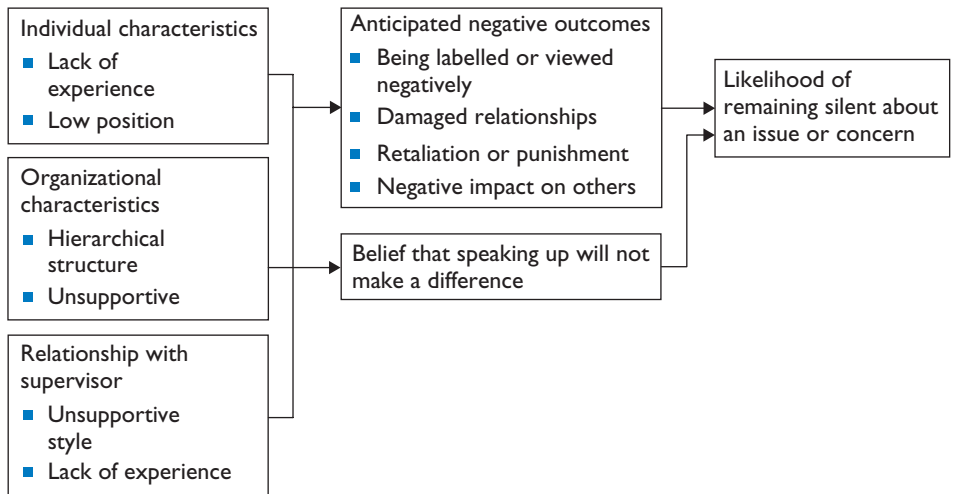 Individual characteristics
Lack of
experience
Low position
Organizational
characteristics
Hierarchical
structure
Unsupportive
Relationship with
supervisor
Unsupportive
style
Lack of experience
Anticipated negative outcomes
Being labelled or viewed
negatively
Damaged relationships
Retaliation or punishment
Negative impact on others
Belief that speaking up will not
make a difference
Likelihood of
remaining silent about
an issue or concern